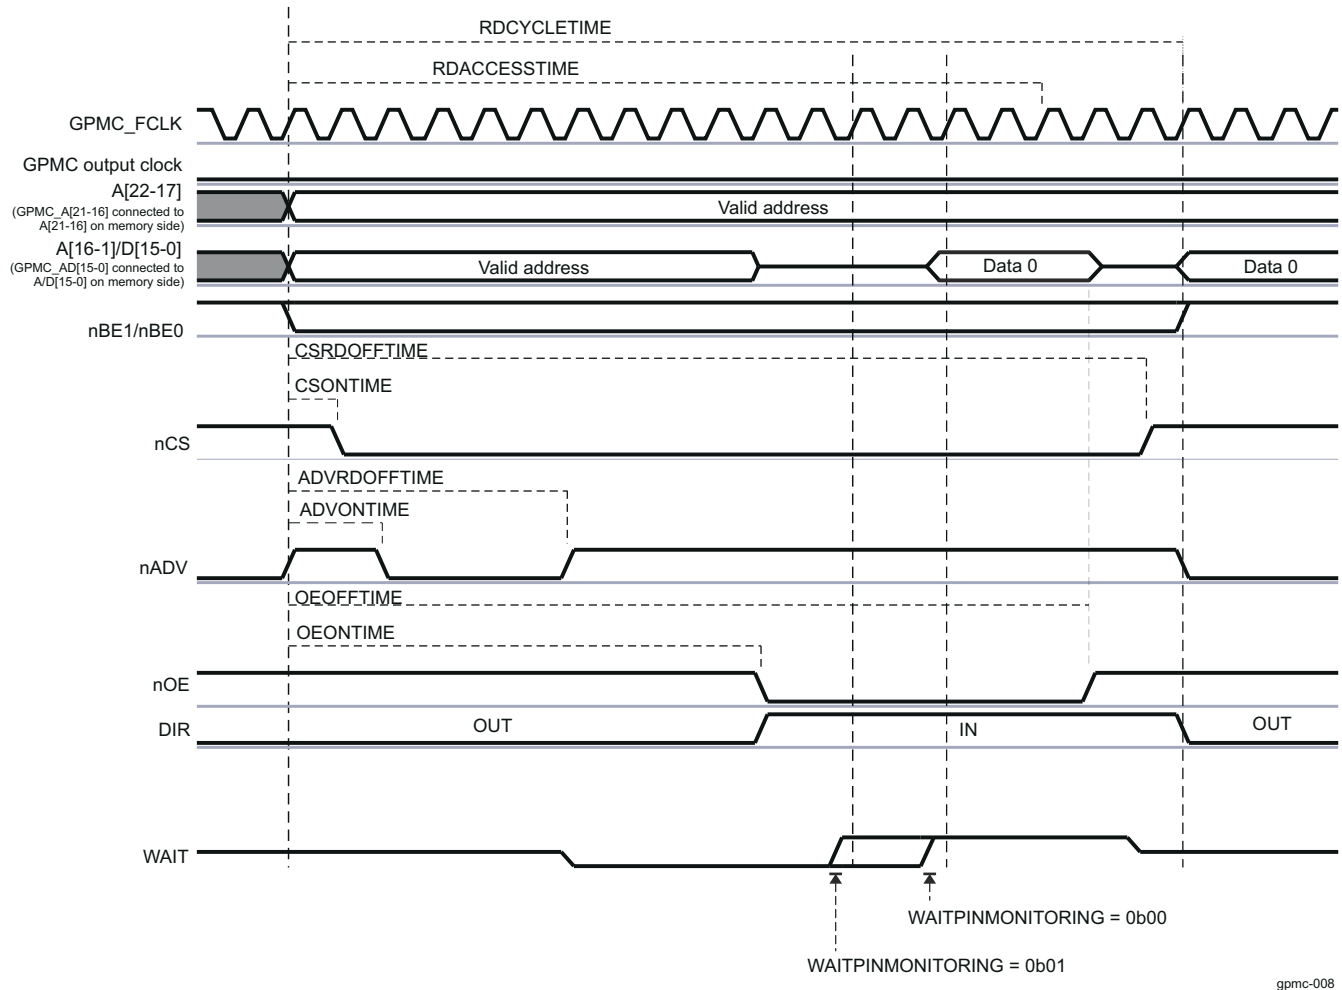 RDCYCLETIME
RDACCESSTIME
GPMC_FCLK
GPMC output clock
A[22-17]
(GPMC_A[21-16] connected to
A[21-16] on memory side)
Valid address
A[16-1]/D[15-0]
(GPMC_AD[15-0] connected to
A/D[15-0] on memory side)
Valid address
Data 0
Data 0
nBE1/nBE0
CSRDOFFTIME
CSONTIME
nCS
ADVRDOFFTIME
ADVONTIME
nADV
OEOFFTIME
OEONTIME
nOE
DIR
OUT
IN
OUT
WAIT
WAITPINMONITORING = 0b00
WAITPINMONITORING = 0b01
gpmc-008